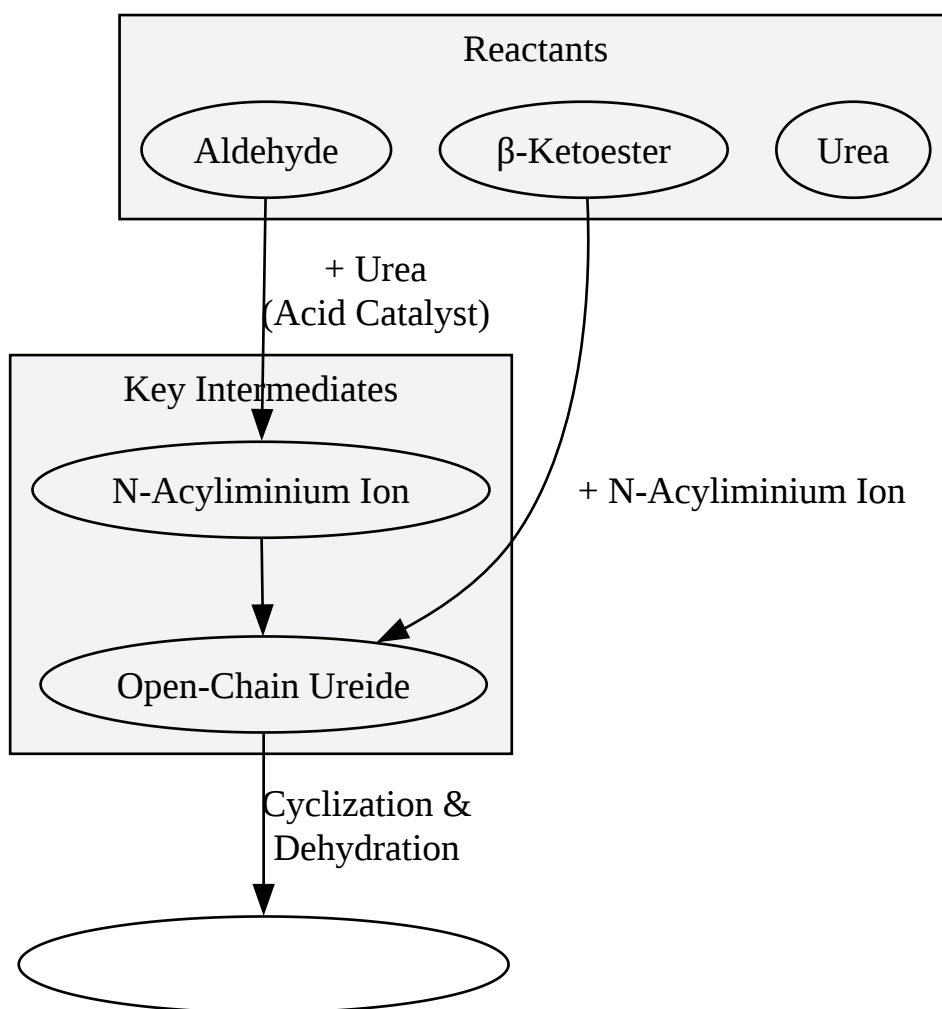 Reactants
Aldehyde
β-Ketoester
Urea
+ Urea
(Acid Catalyst)
Key Intermediates
N-Acyliminium Ion
+ N-Acyliminium Ion
Open-Chain Ureide
Cyclization &
Dehydration